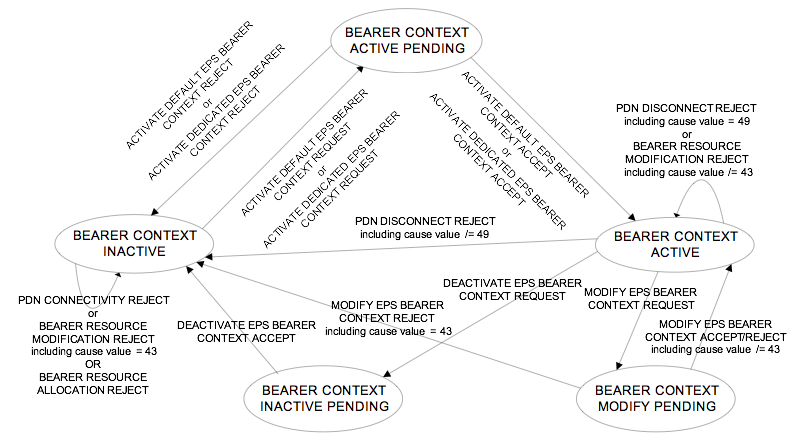 BEARER CONTEXT
ACTIVE PENDING
ACTIVATE DEFAULT EPS BEARER
CONTEXT REJECT
or
ACTIVATE DEDICATED EPS BEARER
CONTEXT REJECT
ACTIVATE DEFAULT EPS BEARER
CONTEXT REQUEST
or
ACTIVATE DEDICATED EPS BEARER
CONTEXT REQUEST
ACTIVATE DEFAULT EPS BEARER
CONTEXT ACCEPT
or
ACTIVATE DEDICATED EPS BEARER
CONTEXT ACCEPT
PDN DISCONNECT REJECT
including cause value = 49
or
BEARER RESOURCE
MODIFICATION REJECT
including cause value /= 43
BEARER CONTEXT
INACTIVE
PDN DISCONNECT REJECT
including cause value /= 49
BEARER CONTEXT
ACTIVE
PDN CONNECTIVITY REJECT
or
BEARER RESOURCE
MODIFICATION REJECT
including cause value = 43
OR
BEARER RESOURCE
ALLOCATION REJECT
DEACTIVATE EPS BEARER
CONTEXT ACCEPT
MODIFY EPS BEARER
CONTEXT REJECT
including cause value = 43
DEACTIVATE EPS BEARER
CONTEXT REQUEST
MODIFY EPS BEARER
CONTEXT REQUEST
MODIFY EPS BEARER
CONTEXT ACCEPT/REJECT
including cause value /= 43
BEARER CONTEXT
INACTIVE PENDING
BEARER CONTEXT
MODIFY PENDING